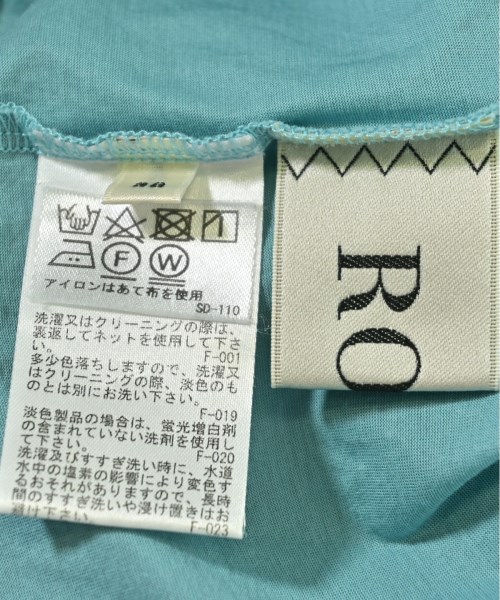 F
W
アイロンはあて布を使用
SD-110
洗濯又はクリーニングの際は、
裏返してネットを使用して下さ
い。
F-001
多少色落ちしますので、洗濯又
はクリーニングの際、淡色のも
のとは別にお洗い下さい。
F-019
淡色製品の場合は、蛍光増白剤
の含まれていない洗剤を使用し
て下さい。
F-020
洗濯及びすすぎ洗い時に、水道
水中の塩素の影響により変色す
るおそれがありますので、長時
間のすすぎ洗いや浸け置きはお
避け下さい。
F-023
RO